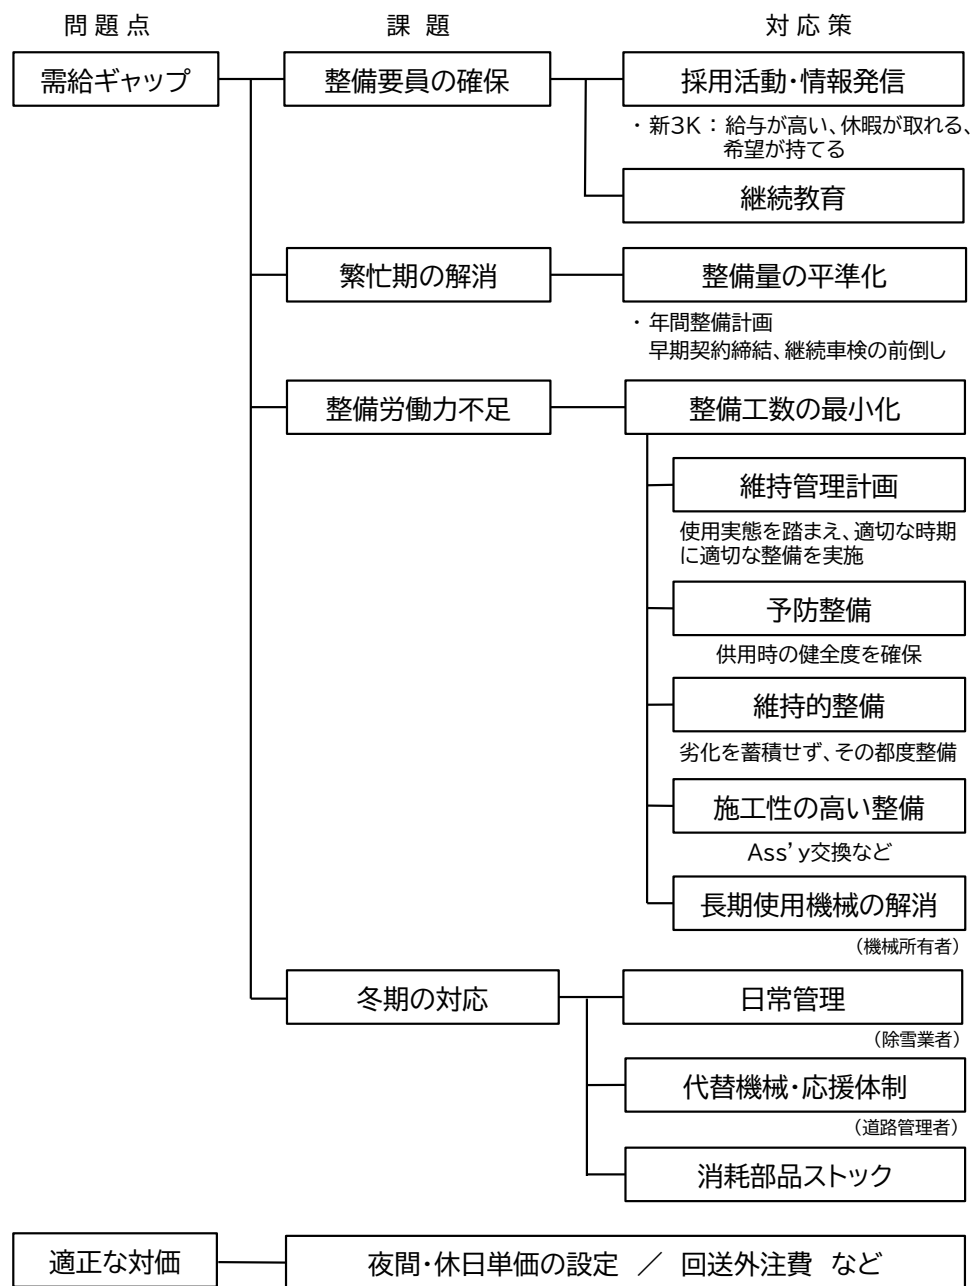 問題点 課題 対応策
需給ギャップ 整備要員の確保 採用活動・情報発信
・新3K：給与が高い、休暇が取れる、
希望が持てる
継続教育
繁忙期の解消 整備量の平準化
・年間整備計画
早期契約締結、継続車検の前倒し
整備労働力不足 整備工数の最小化
維持管理計画
使用実態を踏まえ、適切な時期
に適切な整備を実施
予防整備
供用時の健全度を確保
維持的整備
劣化を蓄積せず、その都度整備
施工性の高い整備
Ass'y交換など
長期使用機械の解消
（機械所有者）
冬期の対応 日常管理
（除雪業者）
代替機械・応援体制
（道路管理者）
消耗部品ストック
適正な対価 夜間・休日単価の設定 ／ 回送外注費 など